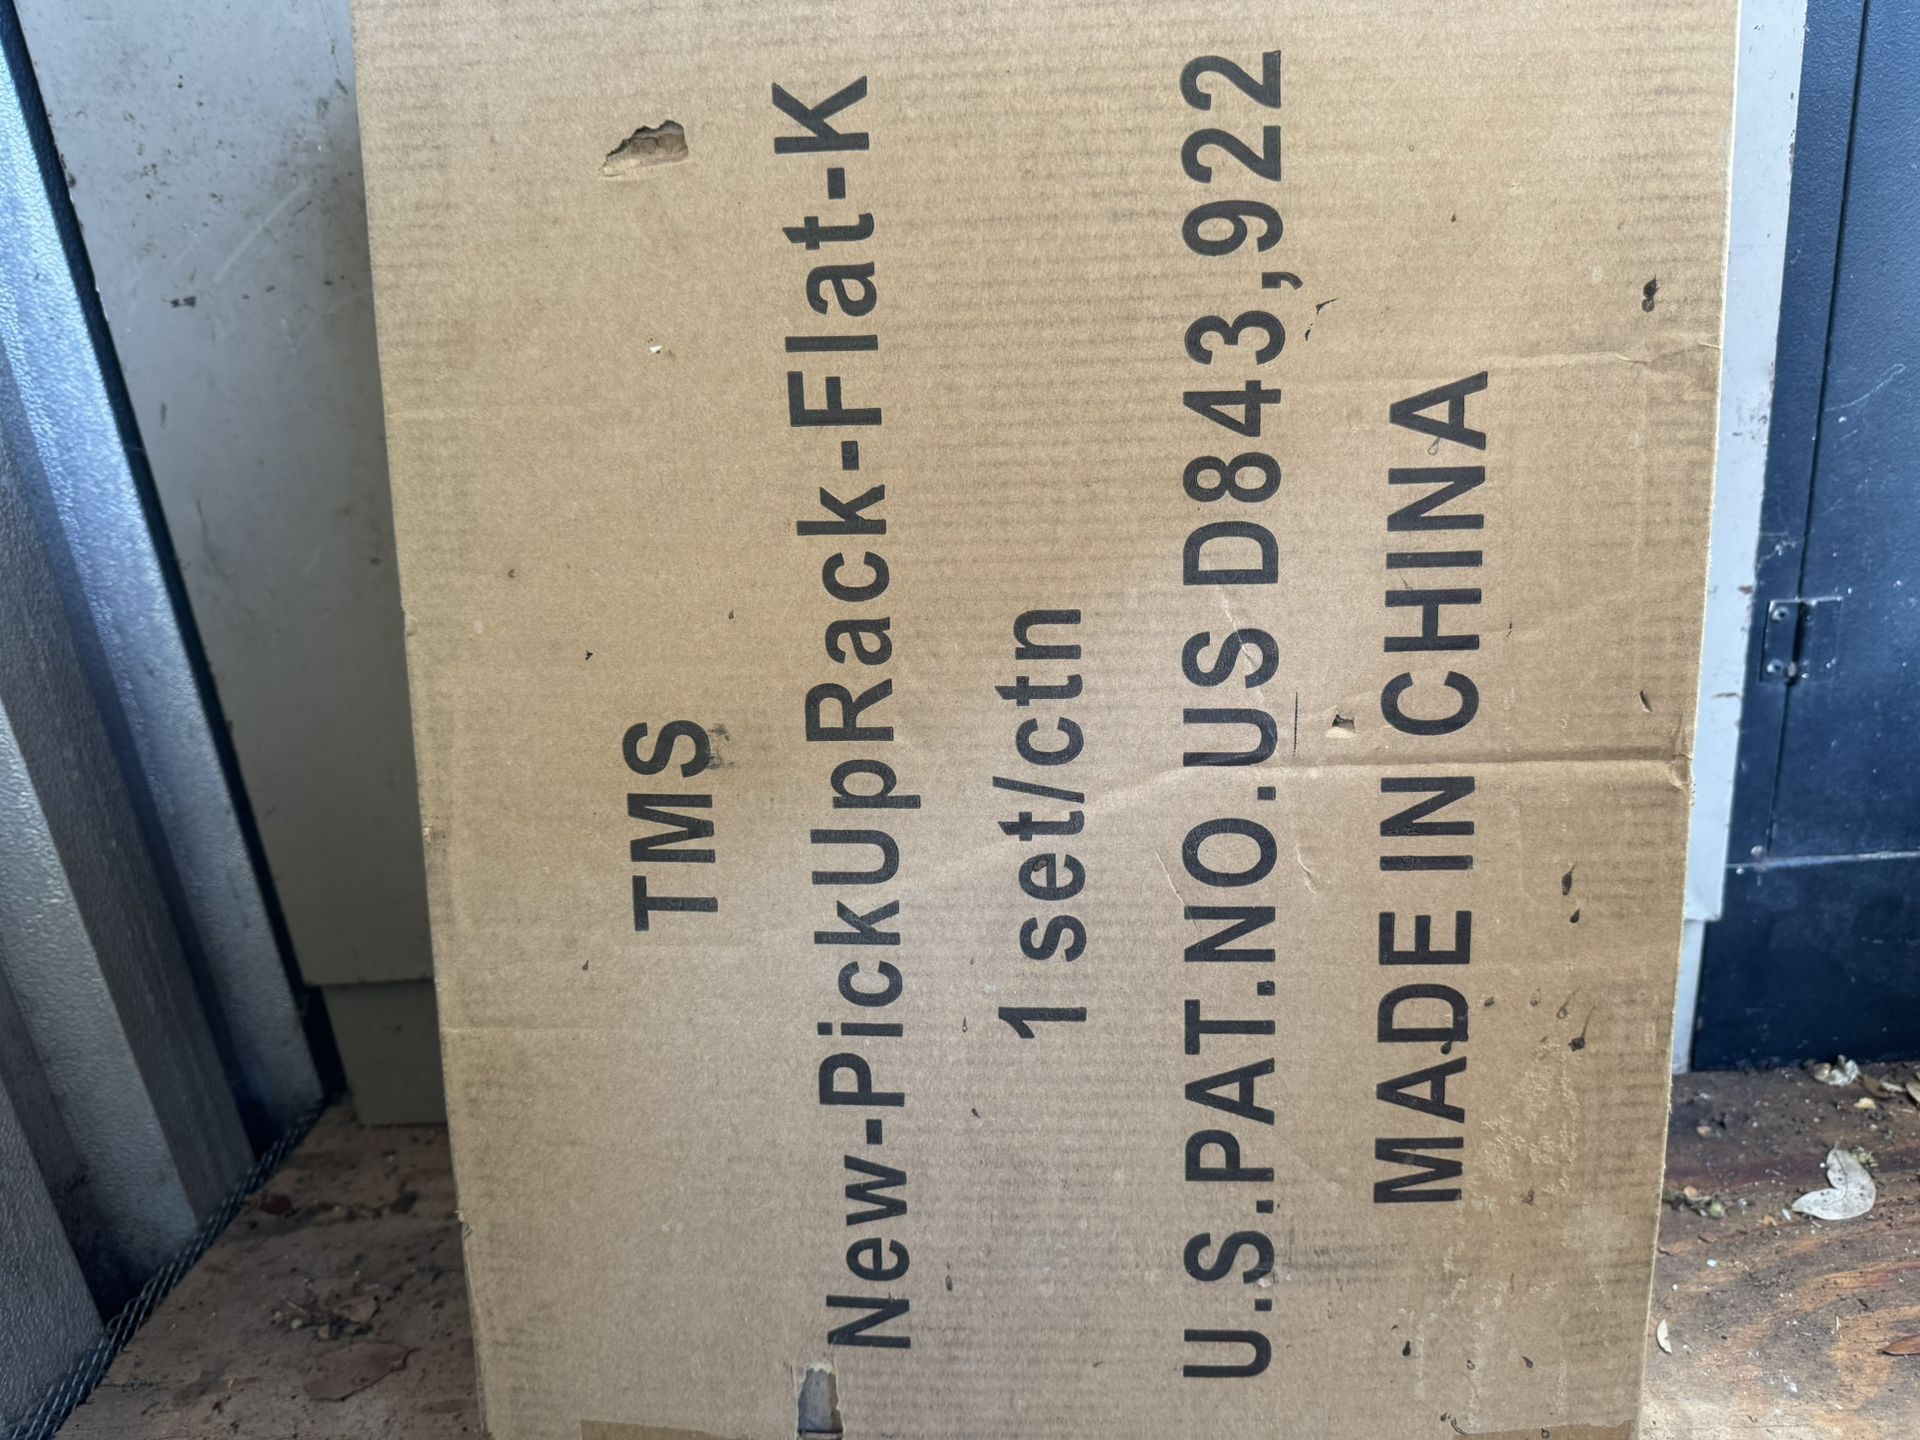 TMS
New-PickUpRack-Flat-K
1 set/ctn
U.S.PAT.NO.US D843,922
MADE IN CHINA